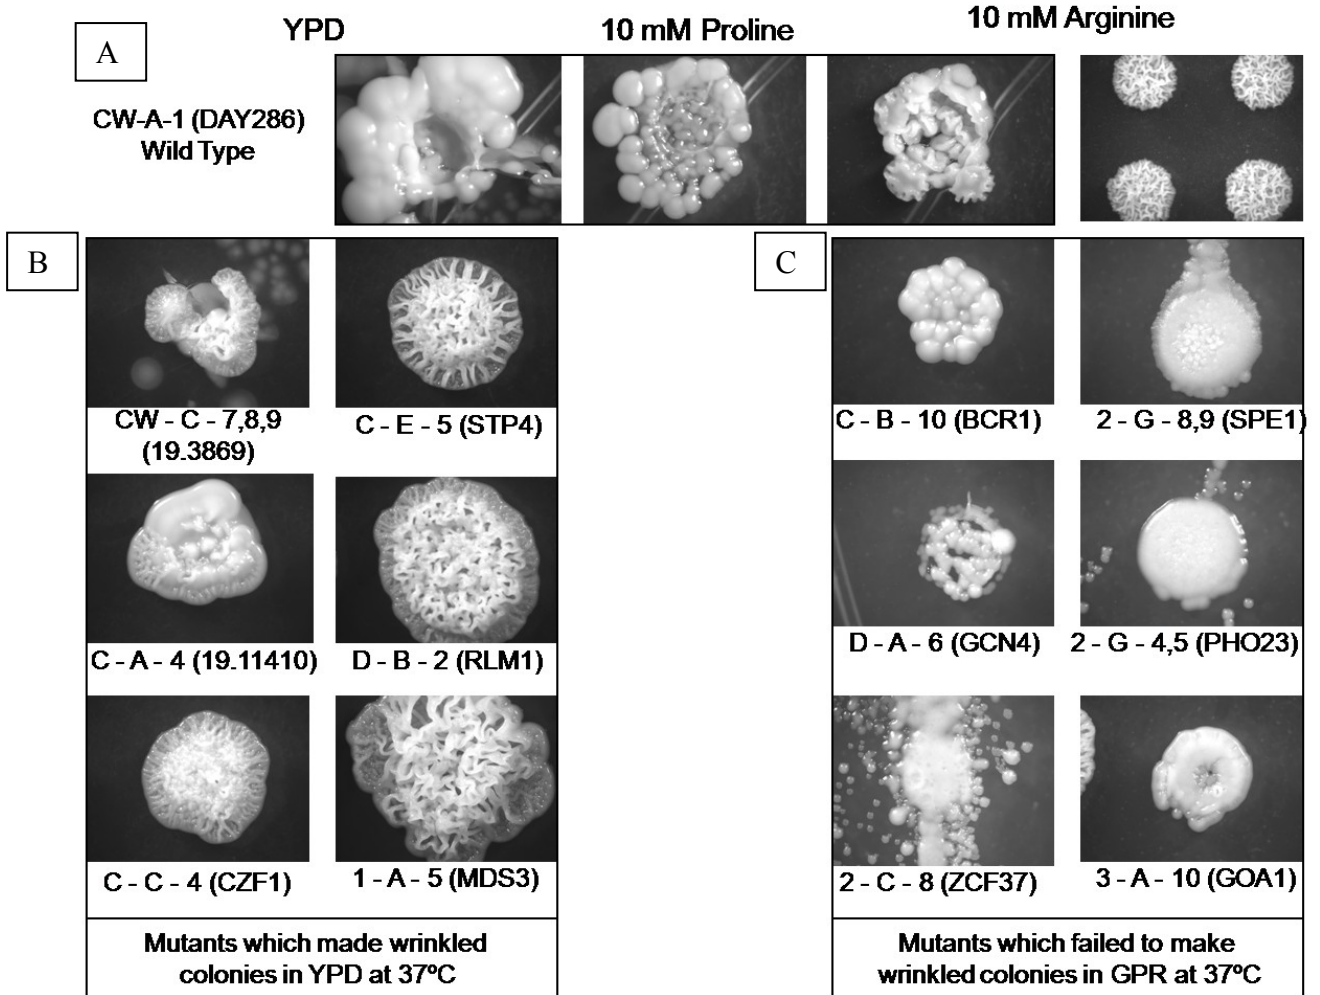 A
YPD
10 mM Proline
10 mM Arginine
CW-A-1 (DAY286)
Wild Type
B
CW - C - 7,8,9
(19.3869)
C - E - 5 (STP4)
C - A - 4 (19.11410)
D - B - 2 (RLM1)
C - C - 4 (CZF1)
1 - A - 5 (MDS3)
Mutants which made wrinkled
colonies in YPD at 37ºC
C
C - B - 10 (BCR1)
2 - G - 8,9 (SPE1)
D - A - 6 (GCN4)
2 - G - 4,5 (PHO23)
2 - C - 8 (ZCF37)
3 - A - 10 (GOA1)
Mutants which failed to make
wrinkled colonies in GPR at 37ºC